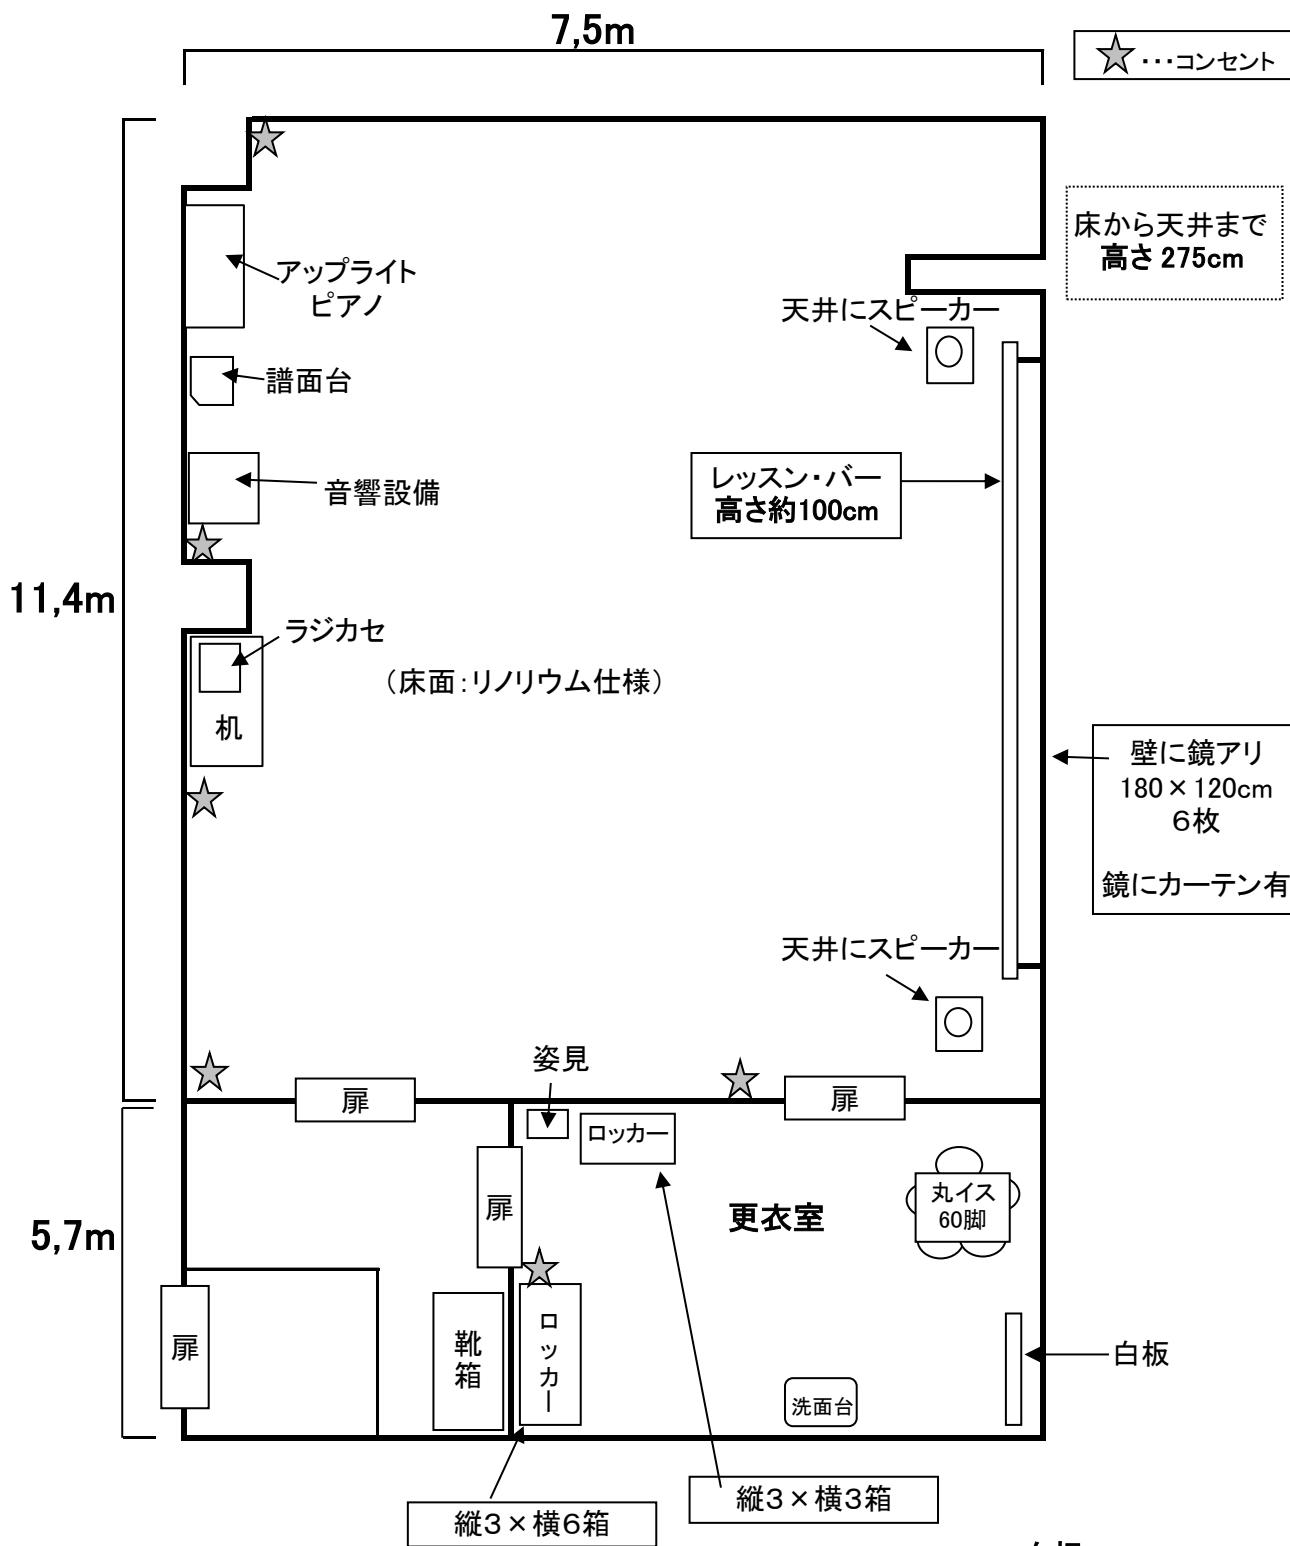 7,5m
・・・コンセント
床から天井まで
高さ 275cm
アップライト
ピアノ
天井にスピーカー
譜面台
レッスン・バー
高さ約100cm
音響設備
11,4m
ラジカセ
（床面：リノリウム仕様）
机
壁に鏡アリ
180×120cm
６枚
鏡にカーテン有
天井にスピーカー
姿見
扉
扉
ロッカー
扉
丸イス
60脚
更衣室
5,7m
扉
靴箱
ロッカー
白板
洗面台
縦３×横３箱
縦３×横６箱